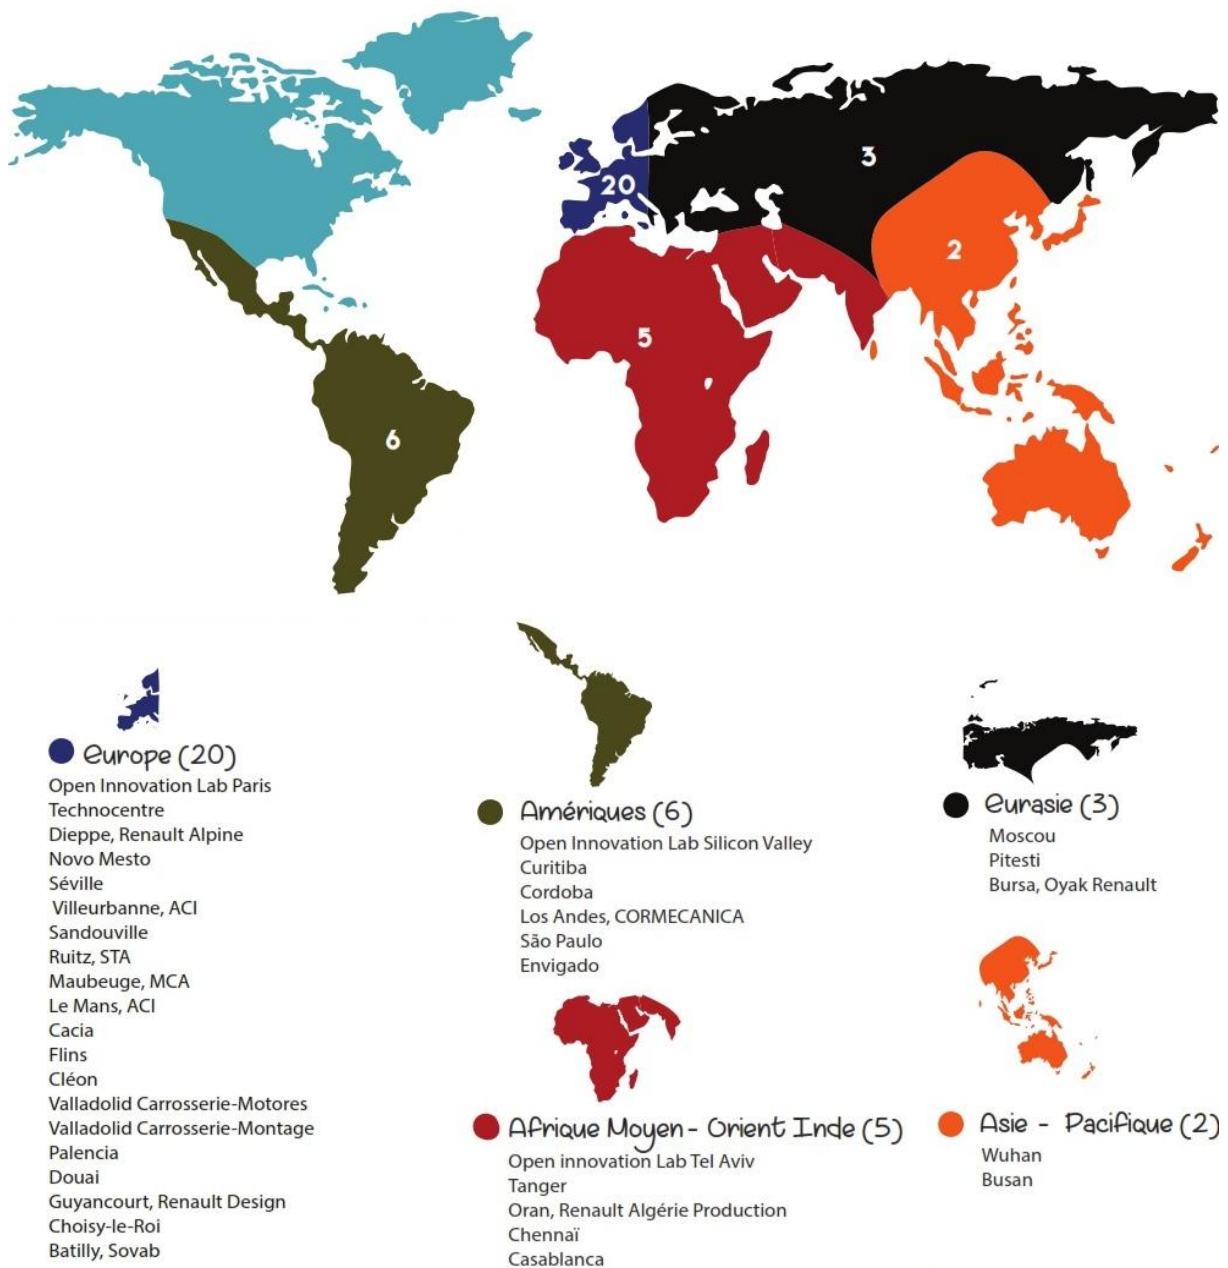 3
20
2
5
6
Europe (20)
Open Innovation Lab Paris
Technocentre
Dieppe, Renault Alpine
Novo Mesto
Séville
Villeurbanne, ACI
Sandouville
Ruitz, STA
Maubeuge, MCA
Le Mans, ACI
Cacia
Flins
Cléon
Valladolid Carrosserie-Motores
Valladolid Carrosserie-Montage
Palencia
Douai
Guyancourt, Renault Design
Choisy-le-Roi
Batilly, Sovab
Amériques (6)
Open Innovation Lab Silicon Valley
Curitiba
Cordoba
Los Andes, CORMECANICA
São Paulo
Envigado
Afrique Moyen - Orient Inde (5)
Open innovation Lab Tel Aviv
Tanger
Oran, Renault Algérie Production
Chennaï
Casablanca
Eurasie (3)
Moscou
Pitesti
Bursa, Oyak Renault
Asie - Pacifique (2)
Wuhan
Busan